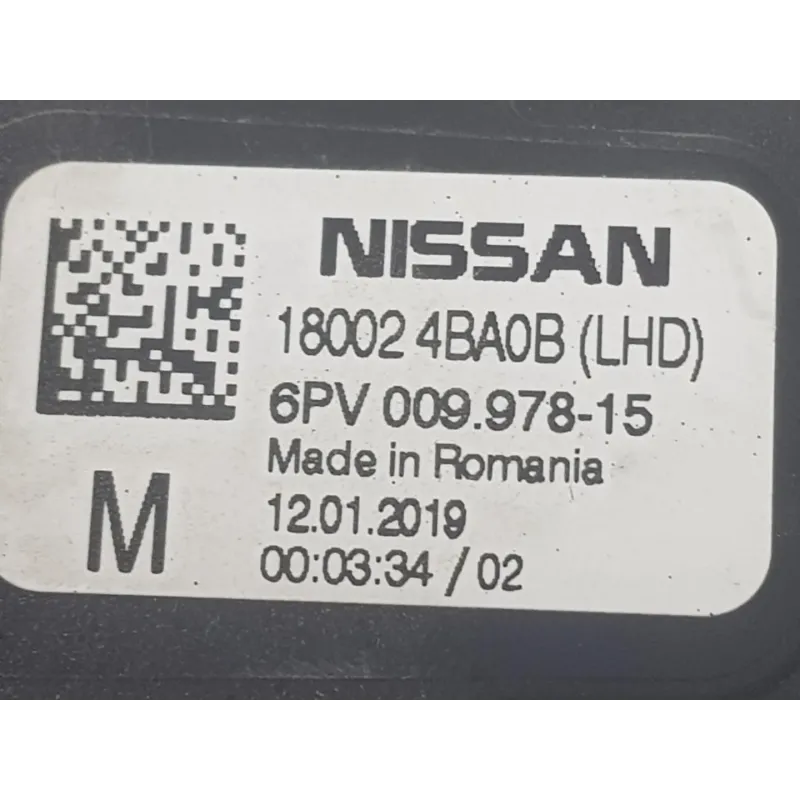 NISSAN
18002 4BA0B (LHD)
6PV 009.978-15
Made in Romania
12.01.2019
00:03:34 / 02
M